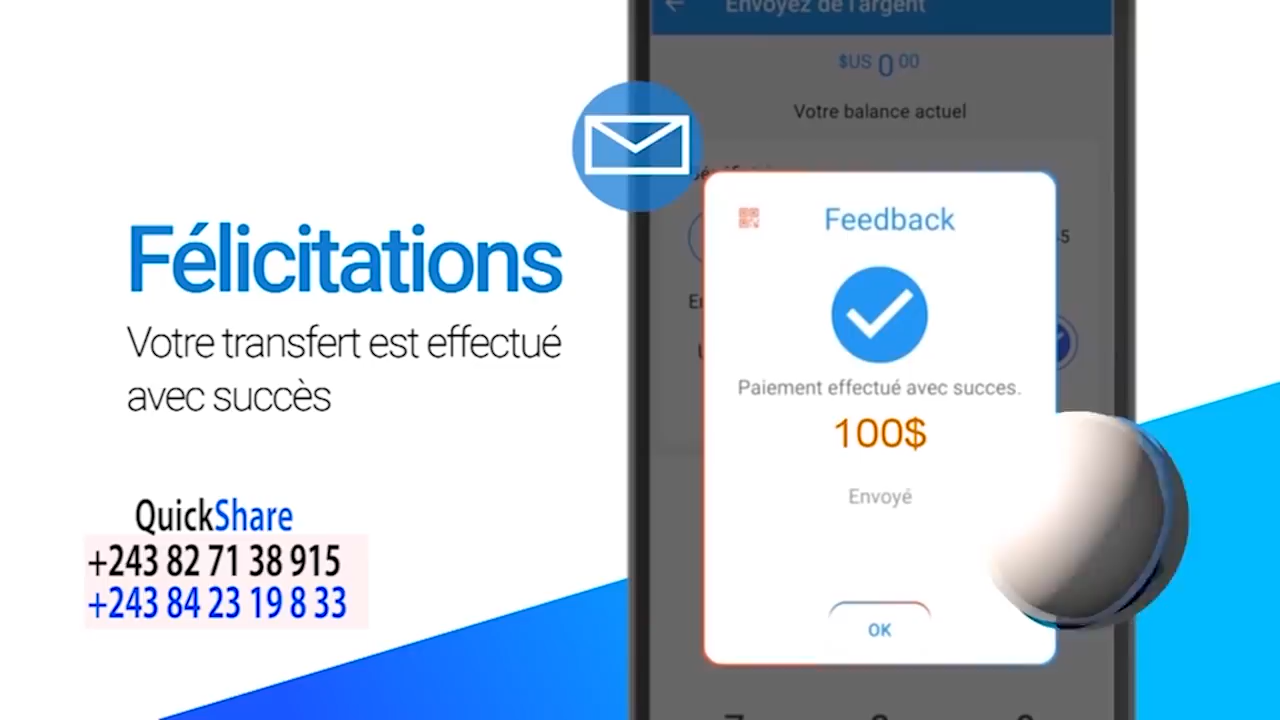 Envoyez de l'argent
$US 0 00
Votre balance actuel
Félicitations
Votre transfert est effectué
avec succès
QuickShare
+243 82 71 38 915
+243 84 23 19 8 33
Feedback
Paiement effectué avec succes.
100$
Envoyé
OK